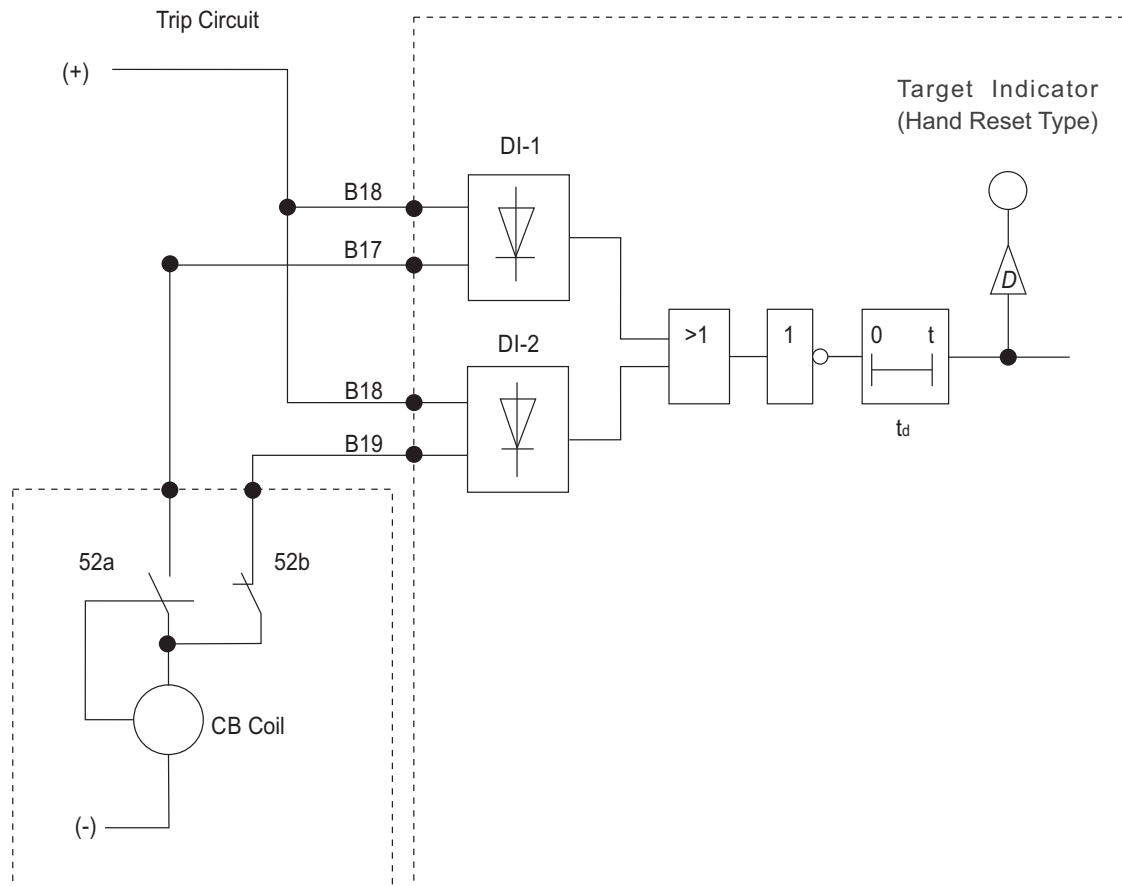 Trip Circuit
(+)
Target Indicator
(Hand Reset Type)
DI-1
B18
B17
D
>1
1
0 t
DI-2
B18
td
B19
52a
52b
CB Coil
(-)